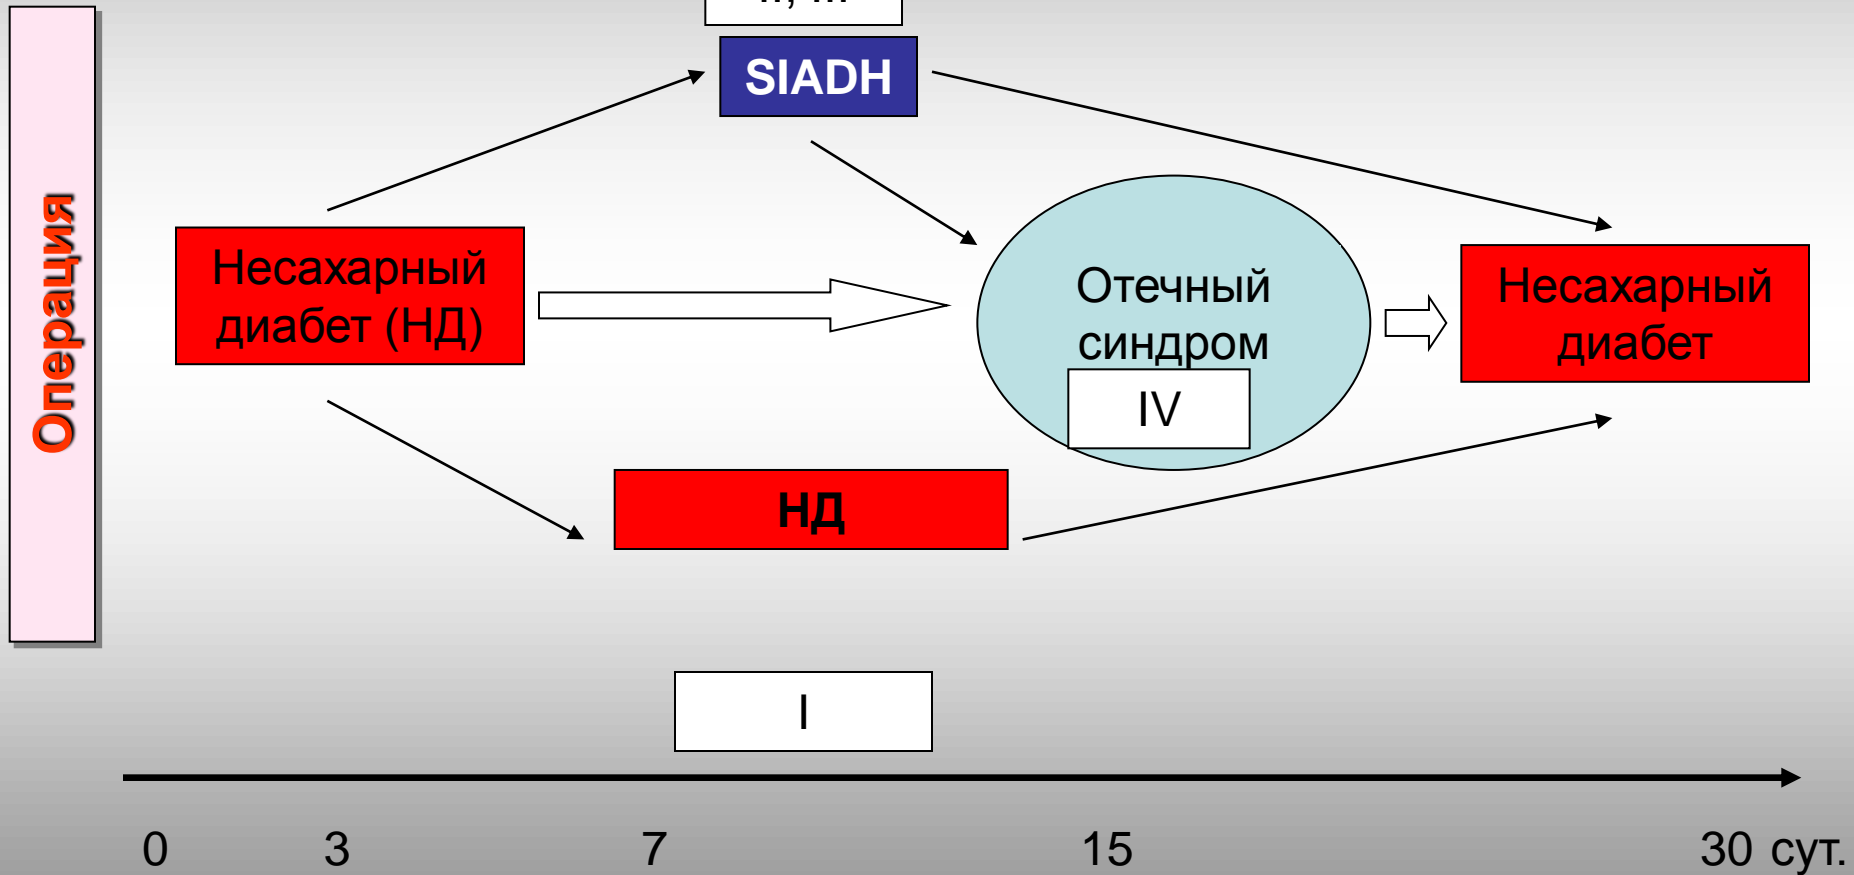 SIADH
Операция
Несахарный
диабет (НД)
Отечный
синдром
IV
Несахарный
диабет
НД
I
0 3 7 15 30 сут.